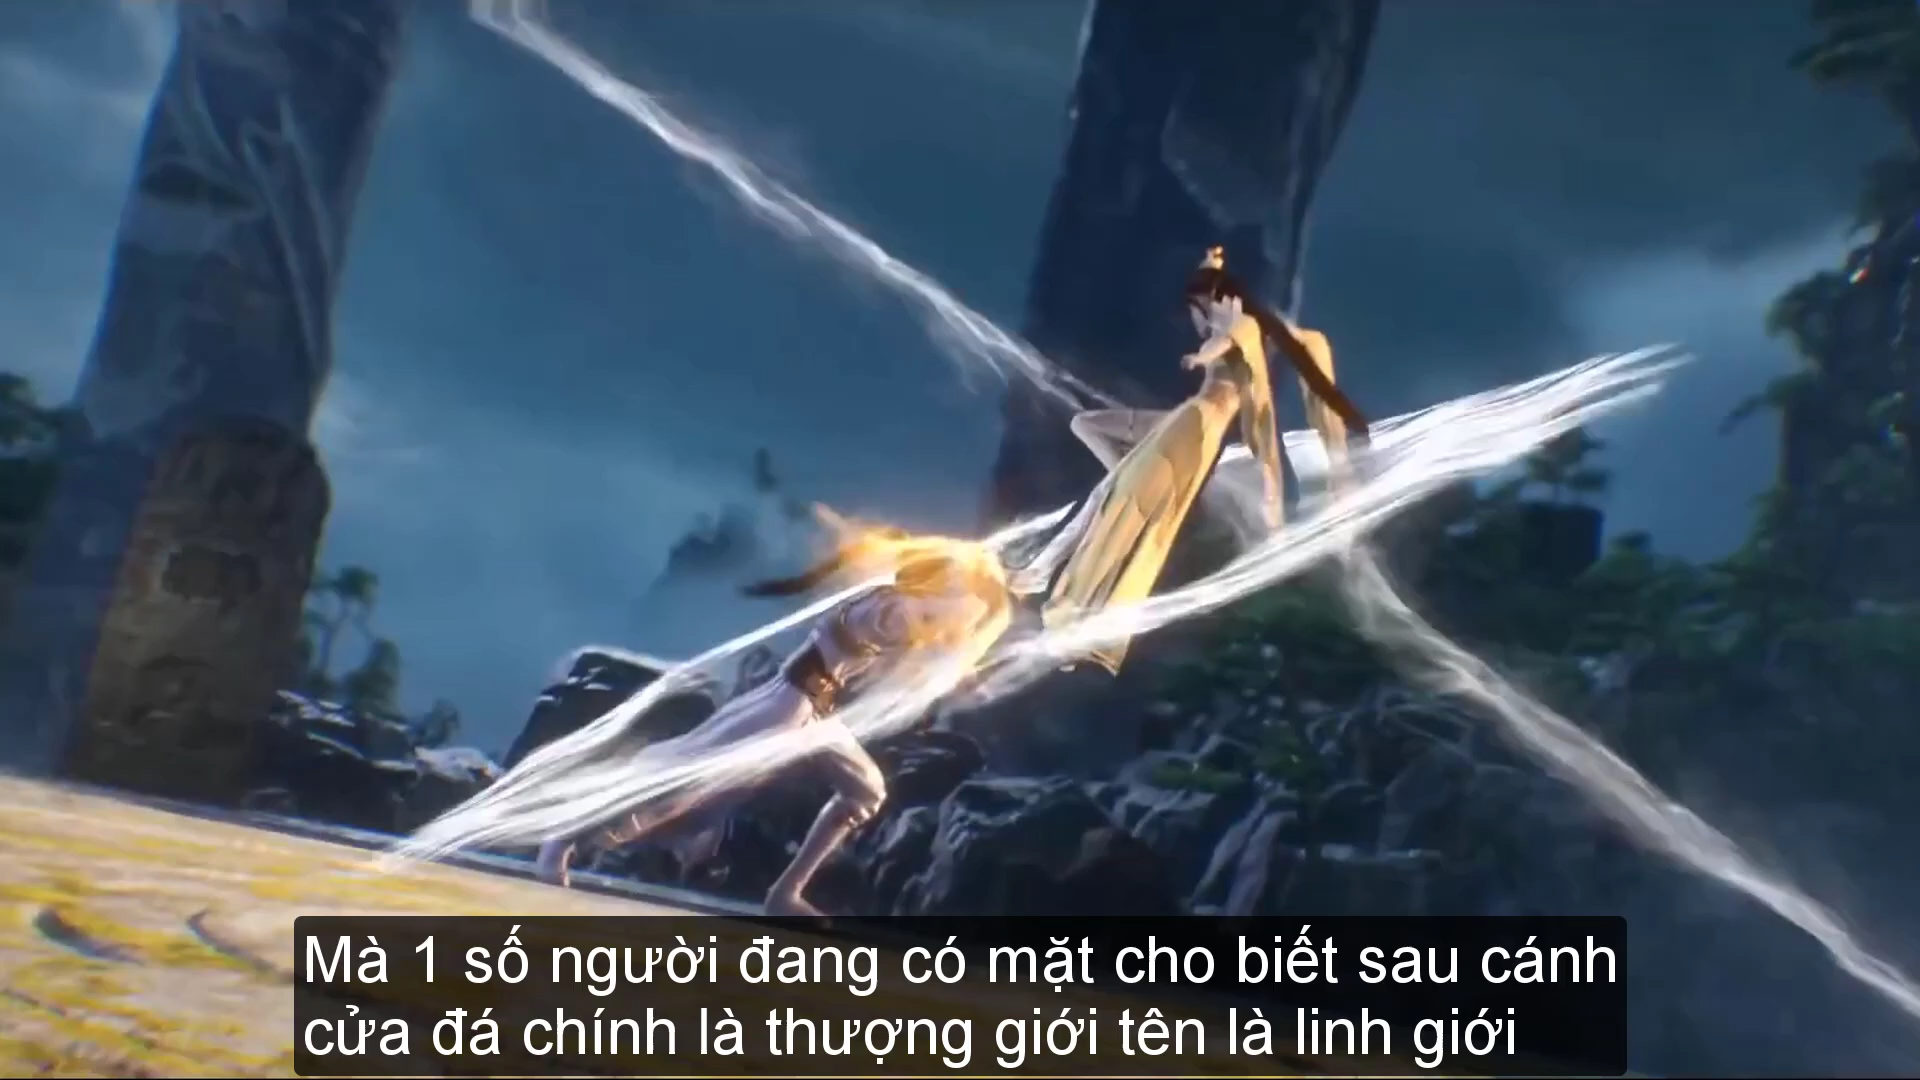 Mà 1 số người đang có mặt cho biết sau cánh
cửa đá chính là thượng giới tên là linh giới